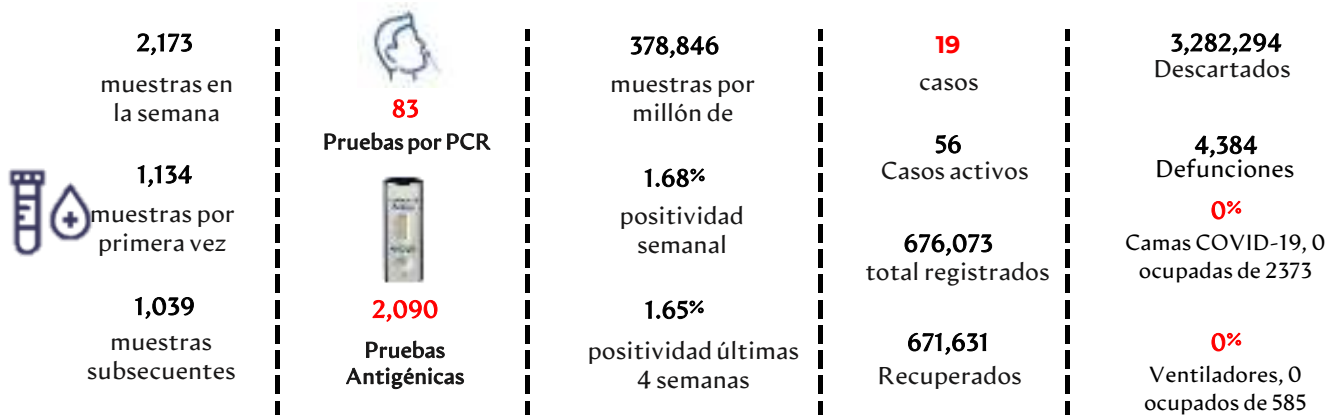 2,173
muestras en
la semana
1,134
muestras por
primera vez
1,039
muestras
subsecuentes
83
Pruebas por PCR
2,090
Pruebas
Antigénicas
378,846
muestras por
millón de
1.68%
positividad
semanal
1.65%
positividad últimas
4 semanas
19
casos
56
Casos activos
676,073
total registrados
671,631
Recuperados
3,282,294
Descartados
4,384
Defunciones
0%
Camas COVID-19, 0
ocupadas de 2373
0%
Ventiladores, 0
ocupados de 585